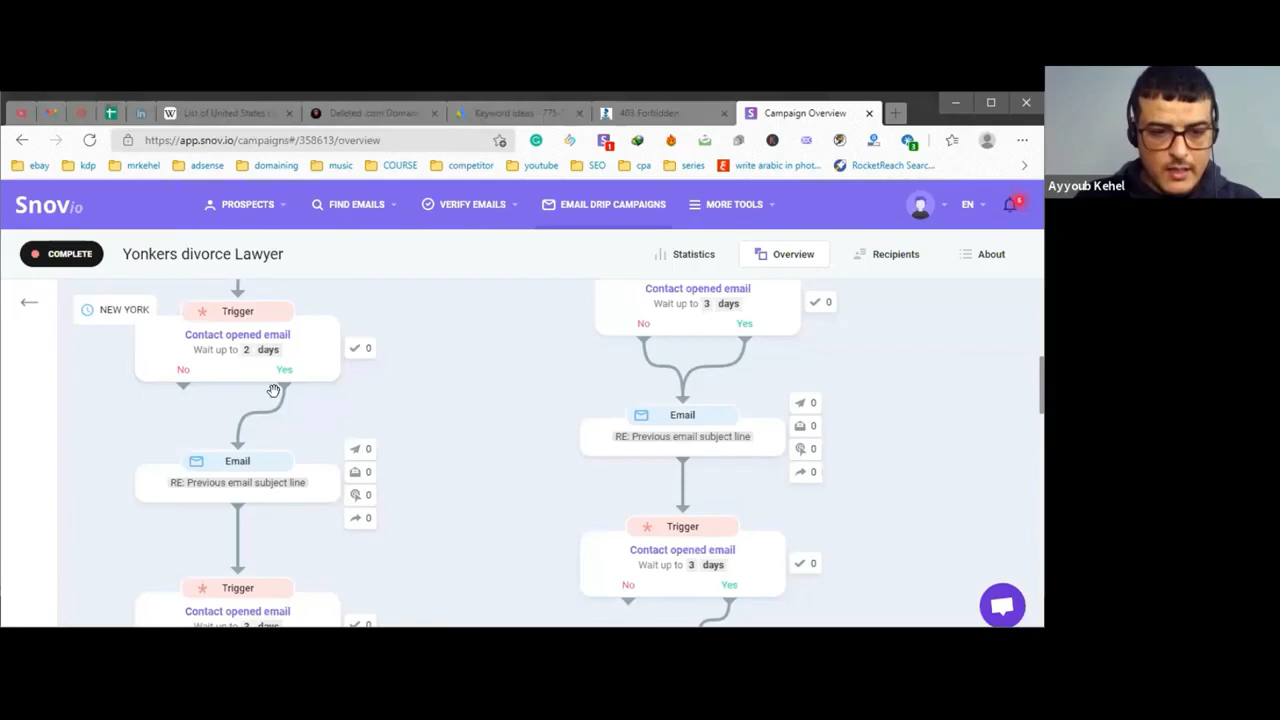 List of United States c
Deleted .com Domain
Keyword ideas - 775-
403 Forbidden
Campaign Overview
https://app.snov.io/campaigns#/358613/overview
1
3
ebay
kdp
mrkehel
adsense
domaining
music
COURSE
competitor
youtube
SEO
cpa
series
write arabic in phot...
RocketReach Searc...
Ayyoub Kehel
Snovio
PROSPECTS
FIND EMAILS
VERIFY EMAILS
EMAIL DRIP CAMPAIGNS
MORE TOOLS
EN
COMPLETE
Yonkers divorce Lawyer
Statistics
Overview
Recipients
About
NEW YORK
Trigger
Contact opened email
Wait up to 2 days
No Yes
0
Email
RE: Previous email subject line
0
0
0
0
Trigger
Contact opened email
Contact opened email
Wait up to 3 days
No Yes
0
Email
RE: Previous email subject line
0
0
0
0
Trigger
Contact opened email
Wait up to 3 days
No Yes
0